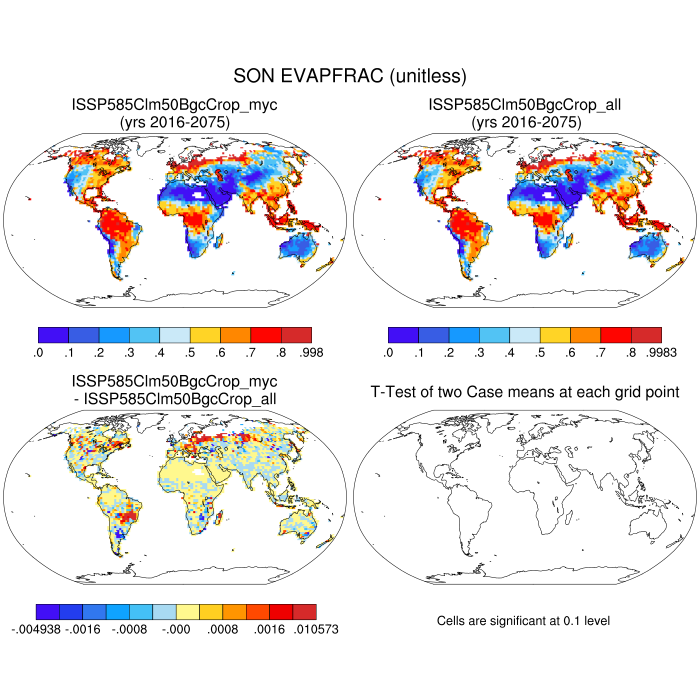 SON EVAPFRAC (unitless)
ISSP585Clm50BgcCrop_myc
(yrs 2016-2075)
ISSP585Clm50BgcCrop_all
(yrs 2016-2075)
.0 .1 .2 .4 .5 .6 .7 .8 .998
.0 .1 .2 .4 .5 .6 .7 .8 .9983
ISSP585Clm50BgcCrop_myc
- ISSP585Clm50BgcCrop_all
T-Test of two Case means at each grid point
-.004938 -.0016 -.0008 -.000 .0008 .0016 .010573
Cells are significant at 0.1 level